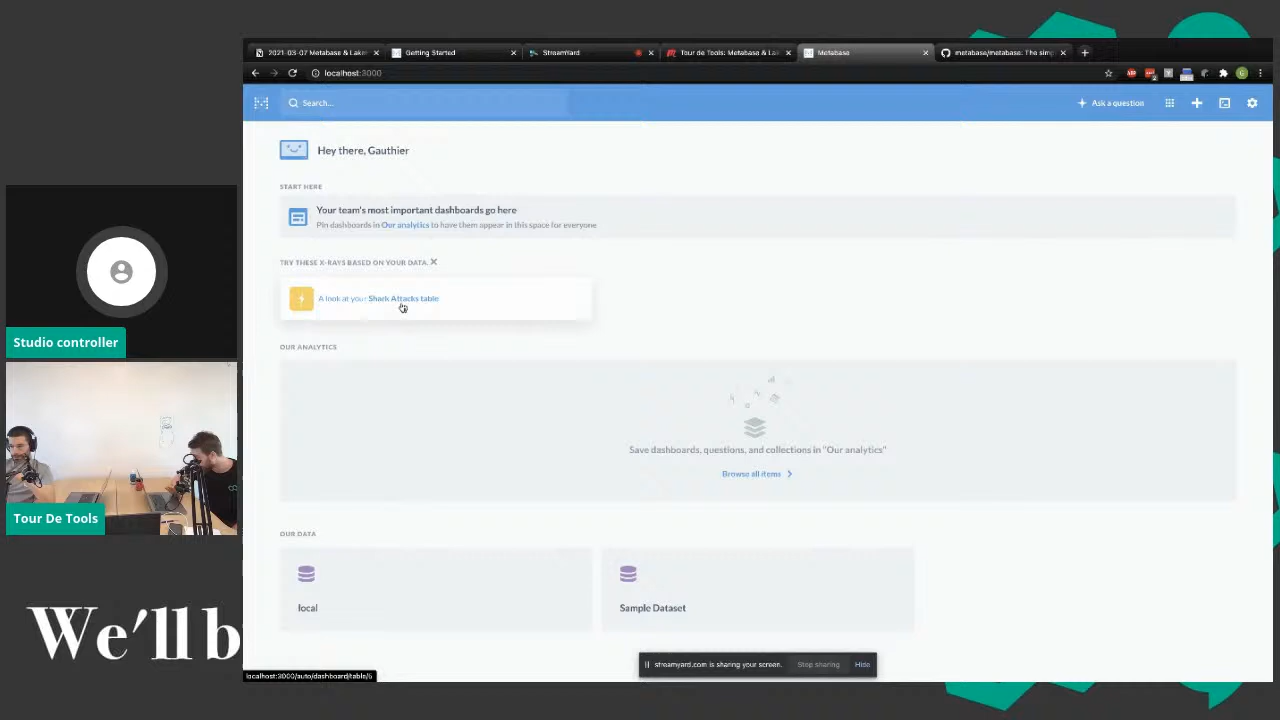 2021-03-07 Metabase & Lake
Getting Started
StreamYard
Tour de Tools: Metabase & Lak
Metabase
metabase/metabase: The simp
localhost:3000
Search...
Ask a question
Hey there, Gauthier
START HERE
Your team's most important dashboards go here
Pin dashboards in Our analytics to have them appear in this space for everyone
TRY THESE X-RAYS BASED ON YOUR DATA.
A look at your Shark Attacks table
Studio controller
OUR ANALYTICS
Save dashboards, questions, and collections in "Our analytics"
Browse all items
Tour De Tools
OUR DATA
local
Sample Dataset
We'll b
streamyard.com is sharing your screen.
Stop sharing
Hide
localhost:3000/auto/dashboard/table/5